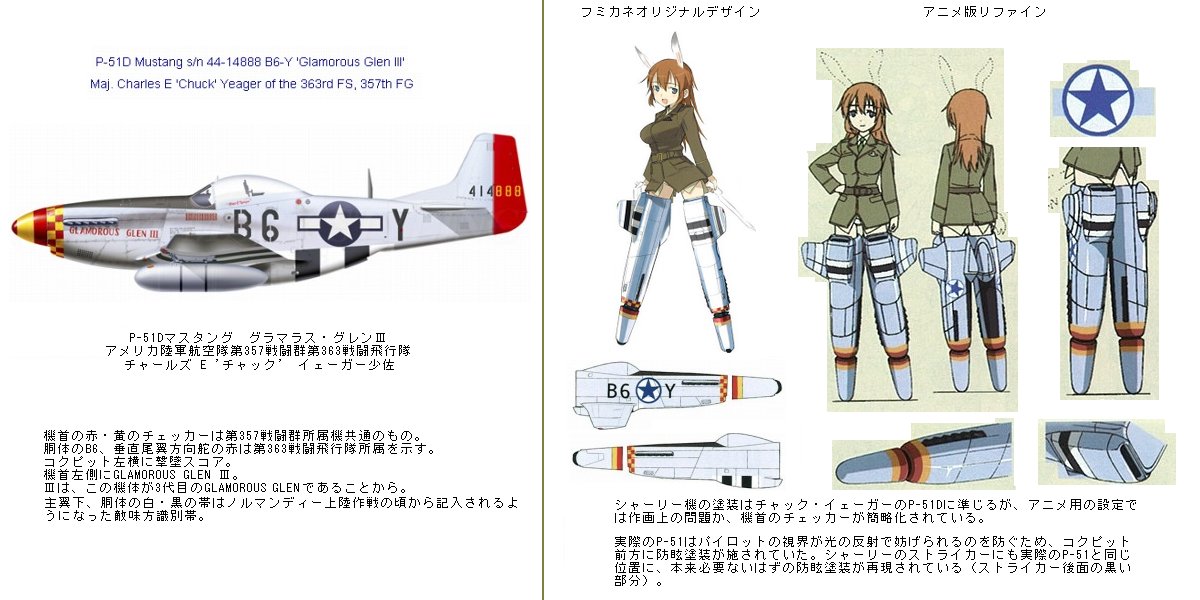 P-51D Mustang s/n 44-14888 B6-Y 'Glamorous Glen III'
Maj. Charles E 'Chuck' Yeager of the 363rd FS, 357th FG
414888
GLAMOROUS GLEN III
B6
Y
P-51Dマスタング　グラマラス・グレンⅢ
アメリカ陸軍航空隊第357戦闘群第363戦闘飛行隊
チャールズ E 'チャック'　イェーガー少佐
機首の赤・黄のチェッカーは第357戦闘群所属機共通のもの。
胴体のB6、垂直尾翼方向舵の赤は第363戦闘飛行隊所属を示す。
コクピット左横に撃墜スコア。
機首左側にGLAMOROUS GLEN Ⅲ。
Ⅲは、この機体が3代目のGLAMOROUS GLENであることから。
主翼下、胴体の白・黒の帯はノルマンディー上陸作戦の頃から記入されるよ
うになった敵味方識別帯。
フミカネオリジナルデザイン
アニメ版リファイン
B6
Y
シャーリー機の塗装はチャック・イェーガーのP-51Dに準じるが、アニメ用の設定で
は作画上の問題か、機首のチェッカーが簡略化されている。
実際のP-51はパイロットの視界が光の反射で妨げられるのを防ぐため、コクピット
前方に防眩塗装が施されていた。シャーリーのストライカーにも実際のP-51と同じ
位置に、本来必要ないはずの防眩塗装が再現されている（ストライカー後面の黒い
部分）。